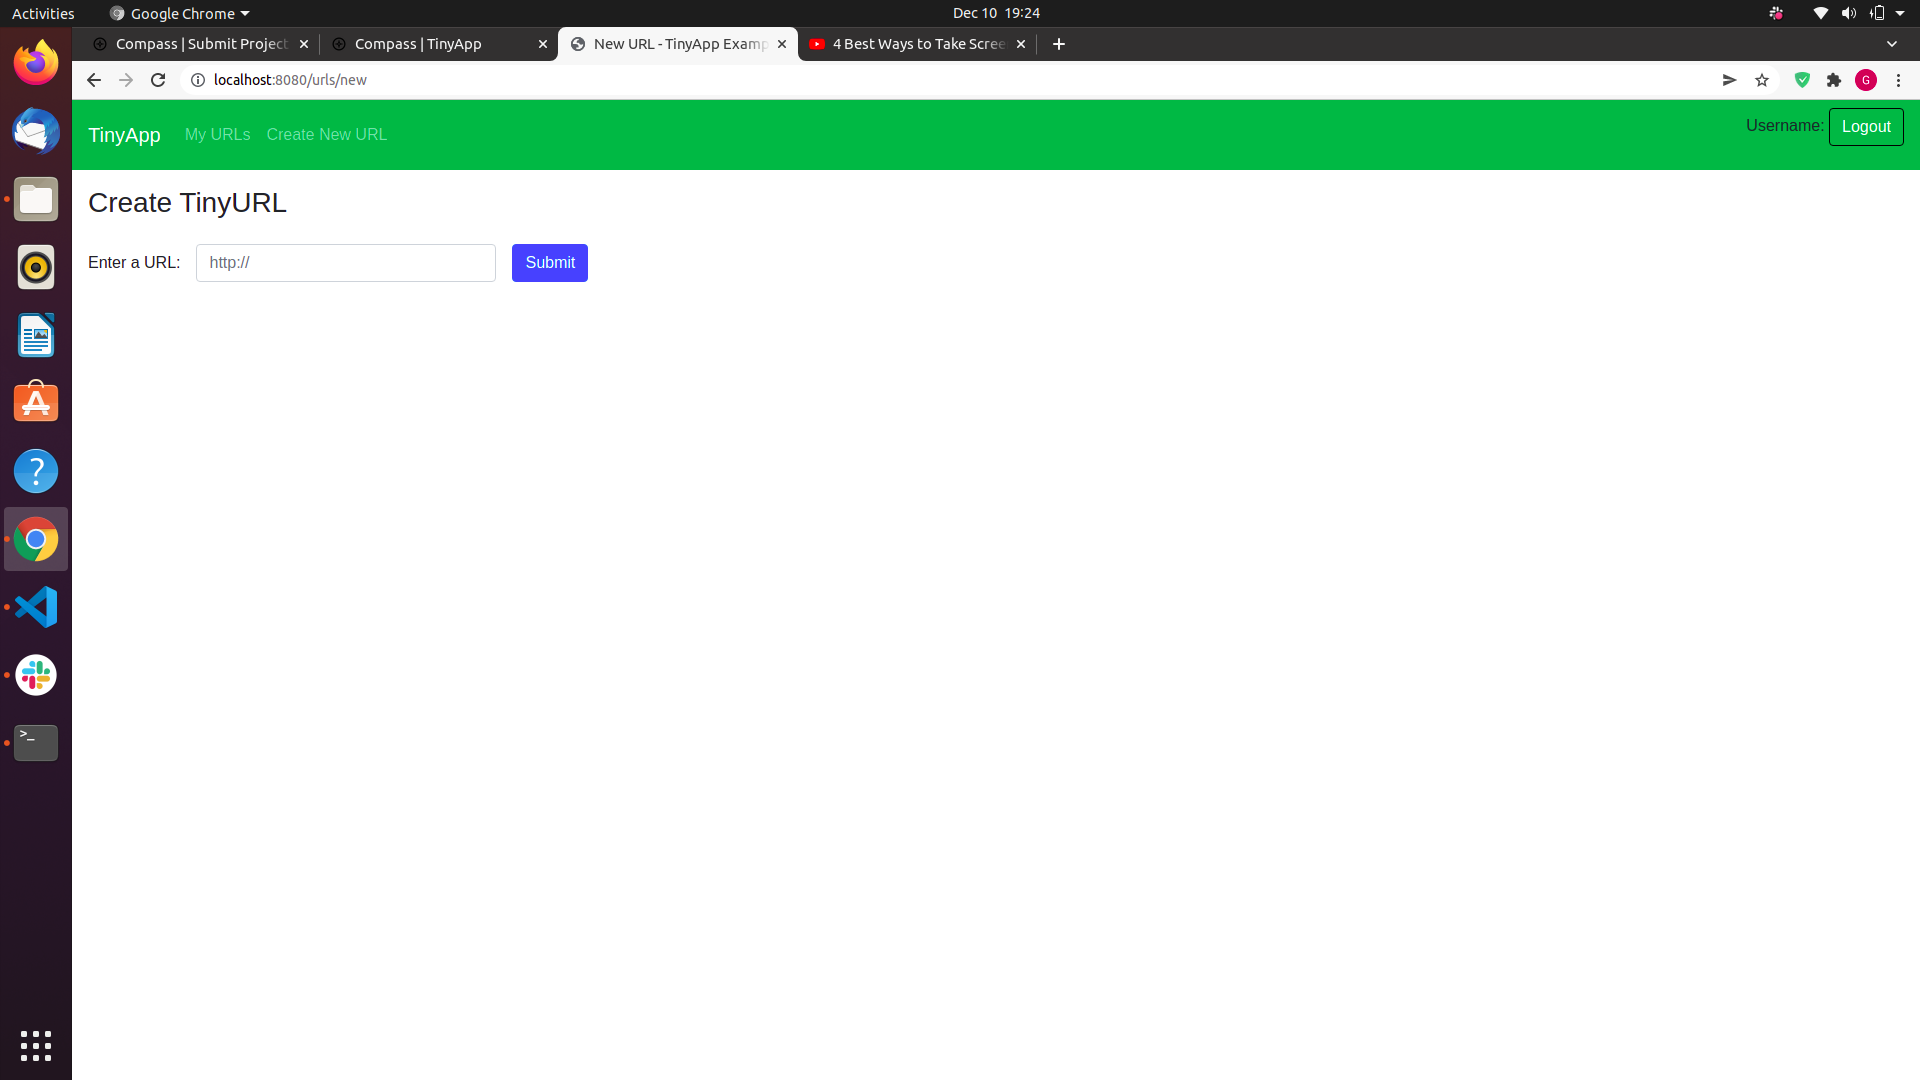 Activities
Google Chrome
Dec 10 19:24
Compass | Submit Project
Compass | TinyApp
New URL - TinyApp Examp
4 Best Ways to Take Scree
localhost:8080/urls/new
G
TinyApp
My URLs
Create New URL
Username:
Logout
Create TinyURL
Enter a URL:
http://
Submit
?
>_